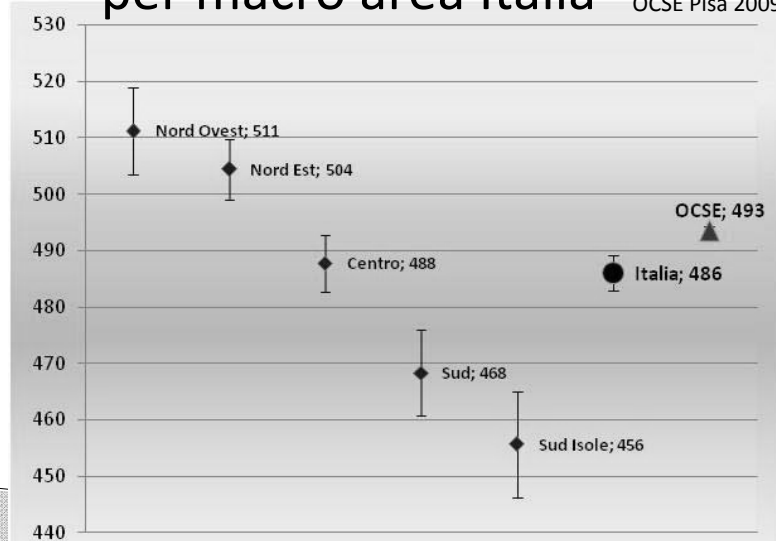 per macro area Italia
OCSE Pisa 2009
530
520
510
Nord Ovest; 511
Nord Est; 504
500
OCSE; 493
490
Centro; 488
Italia; 486
480
470
Sud; 468
460
Sud Isole; 456
450
440